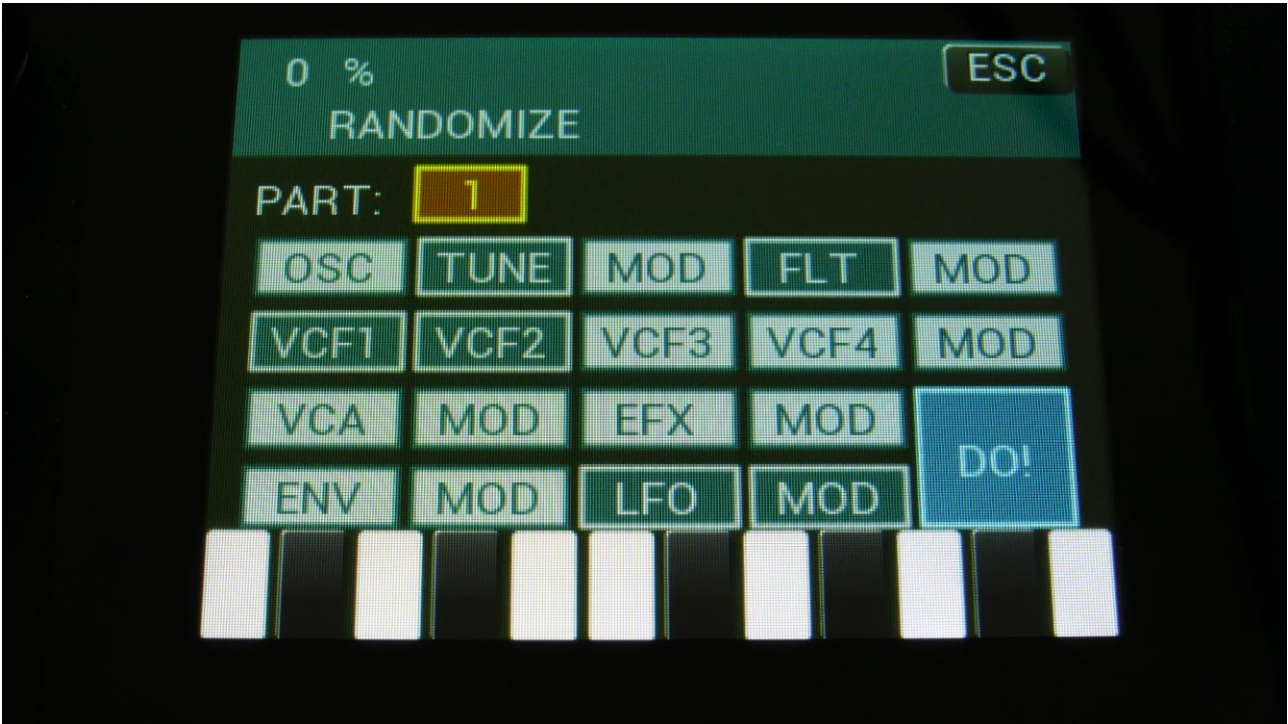 0 % ESC
RANDOMIZE
PART: 1
OSC TUNE MOD FLT MOD
VCF1 VCF2 VCF3 VCF4 MOD
VCA MOD EFX MOD
DO!
ENV MOD LFO MOD